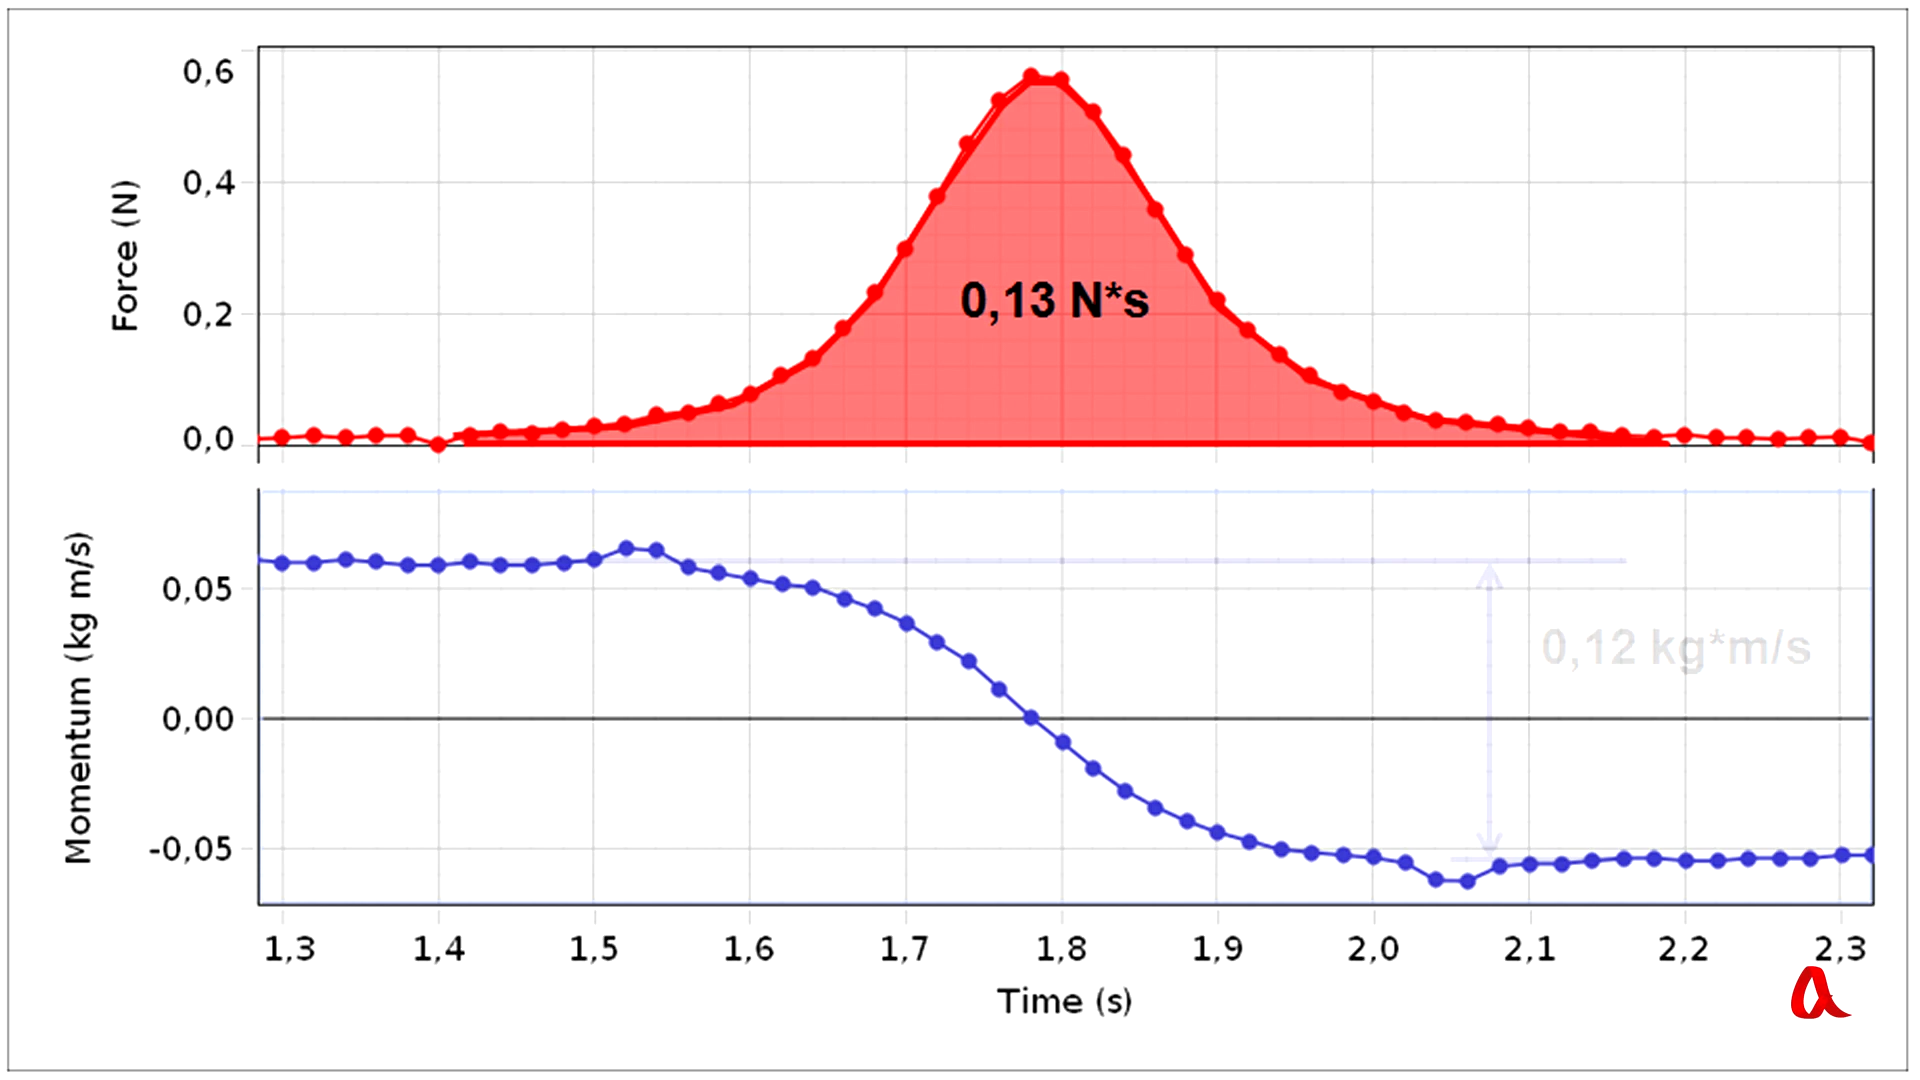 Force (N)
0,6
0,4
0,2
0,0
0,13 N*s
Momentum (kg m/s)
0,05
0,00
-0,05
0,12 kg*m/s
1,3 1,4 1,5 1,6 1,7 1,8 1,9 2,0 2,1 2,2 2,3
Time (s)
a